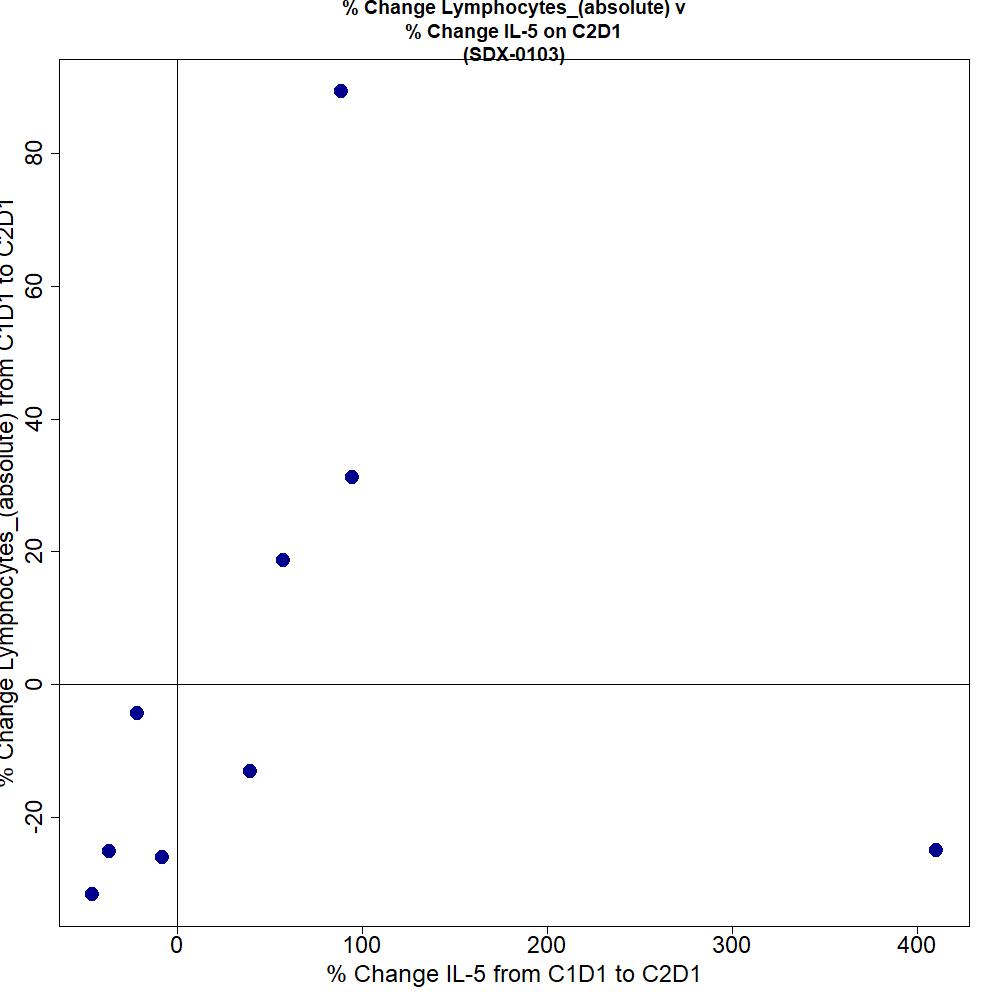 % Change Lymphocytes_(absolute) v
% Change IL-5 on C2D1
(SDX-0103)
% Change Lymphocytes_(absolute) from C1D1 to C2D1
80
60
40
20
0
-20
0 100 200 300 400
% Change IL-5 from C1D1 to C2D1